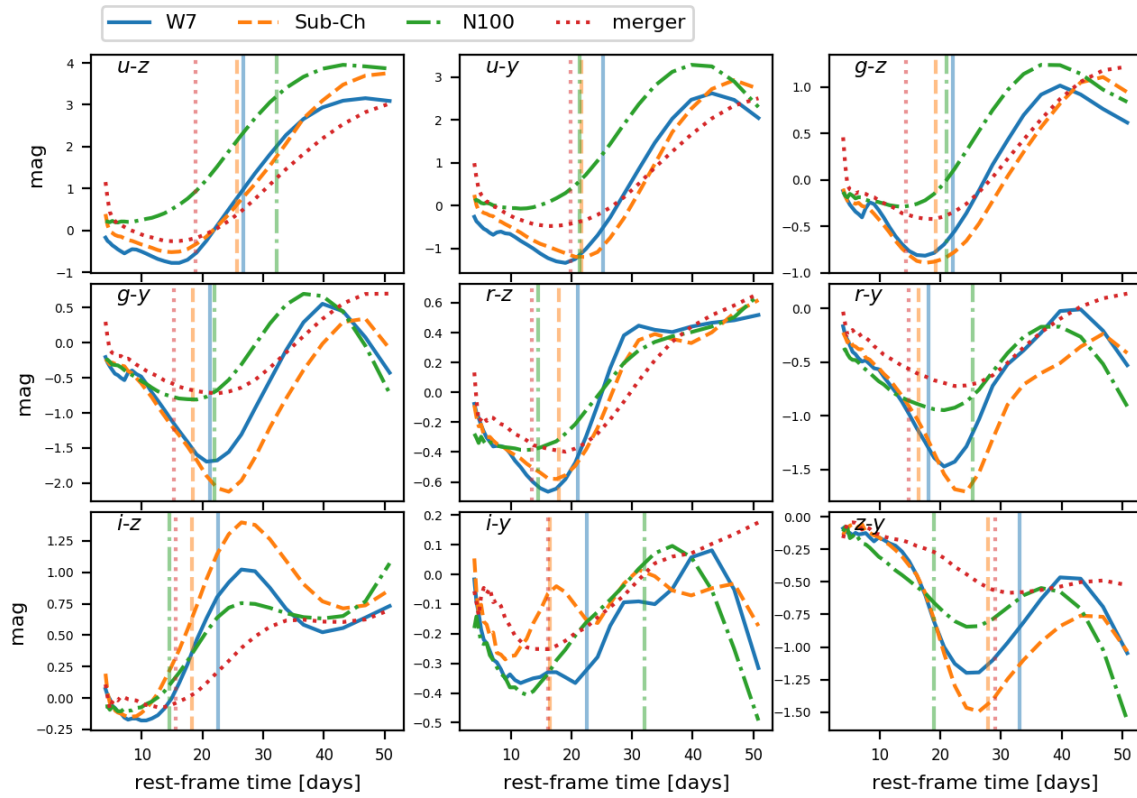 W7 Sub-Ch N100 merger
u-z u-y g-z
4 3 2 1 0 −1
3 2 1 0 −1
1.0 0.5 0.0 −0.5 −1.0
mag
g-y r-z r-y
0.5 0.0 −0.5 −1.0 −1.5 −2.0
0.6 0.4 0.2 0.0 −0.2 −0.4 −0.6
0.0 −0.5 −1.0 −1.5
mag
i-z i-y z-y
1.25 1.00 0.75 0.50 0.25 0.00 −0.25
0.2 0.1 0.0 −0.1 −0.2 −0.3 −0.4 −0.5
0.00 −0.25 −0.50 −0.75 −1.00 −1.25 −1.50
mag
10 20 30 40 50 10 20 30 40 50 10 20 30 40 50
rest-frame time [days] rest-frame time [days] rest-frame time [days]